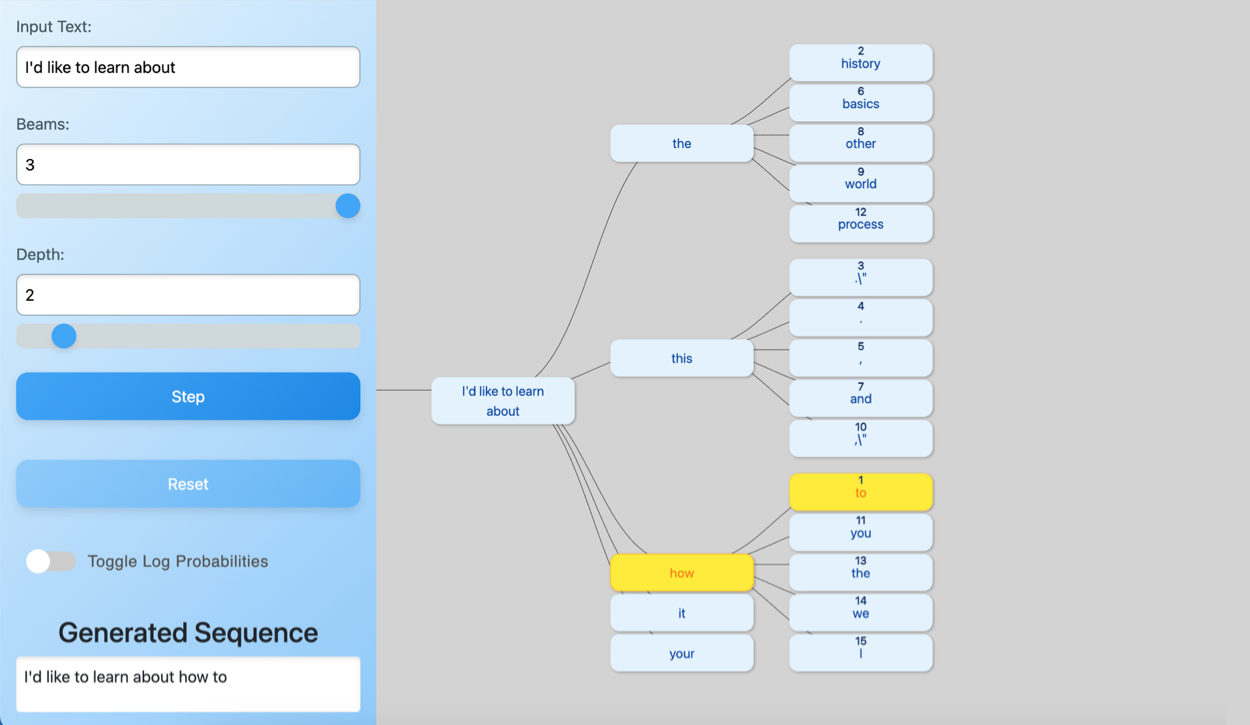 Input Text:
I'd like to learn about
Beams:
3
Depth:
2
Step
Reset
Toggle Log Probabilities
Generated Sequence
I'd like to learn about how to
I'd like to learn
about
the
this
how
it
your
2
history
6
basics
8
other
9
world
12
process
3
.\"
4
.
5
,
7
and
10
,\"
1
to
11
you
13
the
14
we
15
I